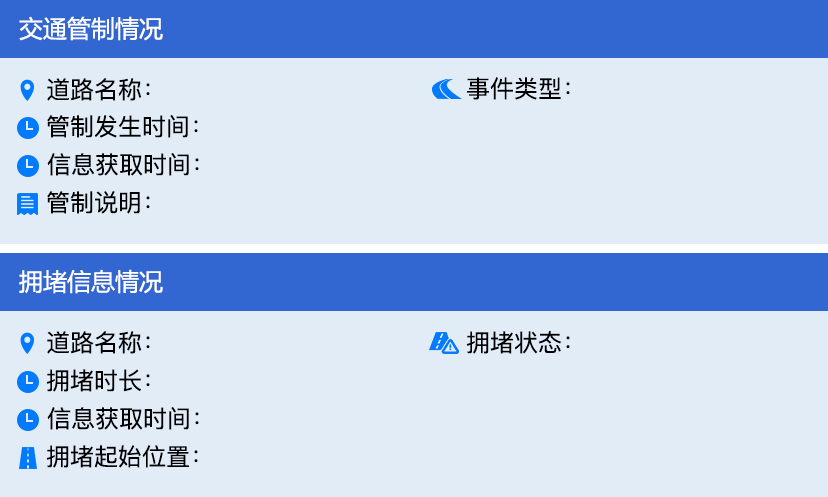 交通管制情况
道路名称：
事件类型：
管制发生时间：
信息获取时间：
管制说明：
拥堵信息情况
道路名称：
拥堵状态：
拥堵时长：
信息获取时间：
拥堵起始位置：